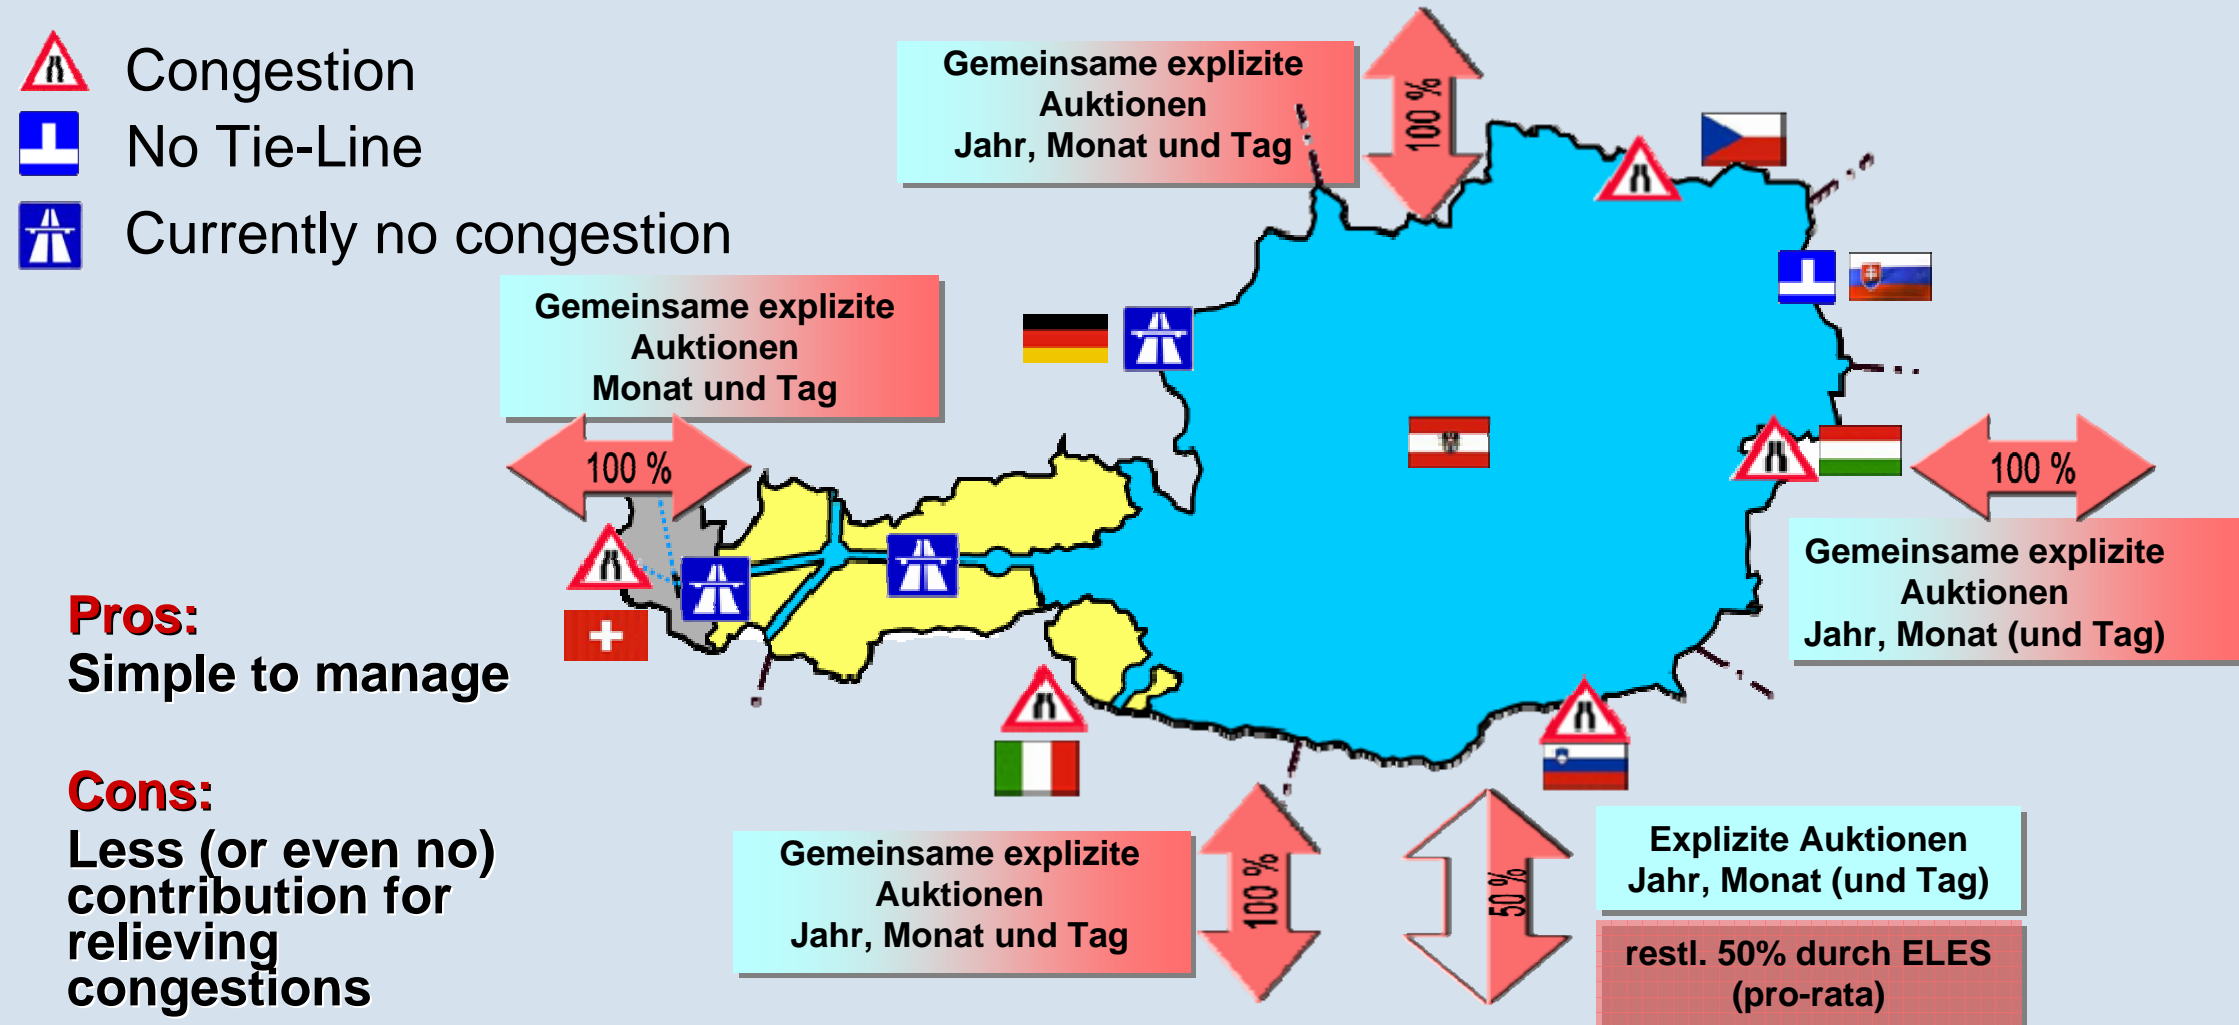 Congestion
No Tie-Line
Currently no congestion
Gemeinsame explizite
Auktionen
Jahr, Monat und Tag
100 %
Gemeinsame explizite
Auktionen
Monat und Tag
100 %
100 %
Gemeinsame explizite
Auktionen
Jahr, Monat (und Tag)
Pros:
Simple to manage
Cons:
Less (or even no)
contribution for
relieving
congestions
Gemeinsame explizite
Auktionen
Jahr, Monat und Tag
100 %
50 %
Explizite Auktionen
Jahr, Monat (und Tag)
restl. 50% durch ELES
(pro-rata)